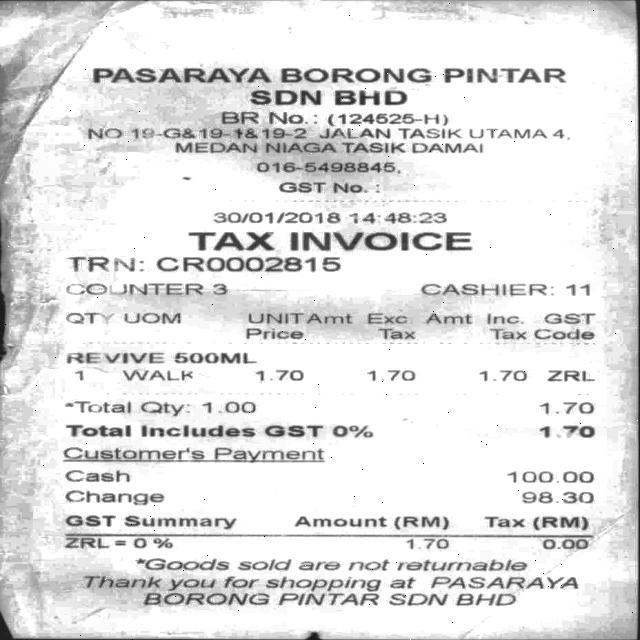 PASARAYA BORONG PINTAR
SDN BHD
BR No. : (124525-H)
NO 19-G&19-1&19-2 JALAN TASIK UTAMA 4,
MEDAN NIAGA TASIK DAMAI
016-5498845,
GST No. :
30/01/2018 14:48:23
TAX INVOICE
TRN: CR0002815
COUNTER 3 CASHIER: 11
QTY UOM UNIT Amt Exc. Amt Inc. GST
Price Tax Tax Code
REVIVE 500ML
1 WALK 1.70 1.70 1.70 ZRL
*Total Qty: 1.00 1.70
Total Includes GST 0% 1.70
Customer's Payment
Cash 100.00
Change 98.30
GST Summary Amount (RM) Tax (RM)
ZRL = 0 % 1.70 0.00
*Goods sold are not returnable
Thank you for shopping at PASARAYA
BORONG PINTAR SDN BHD